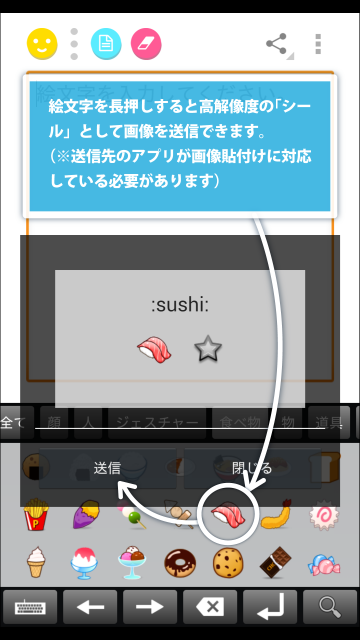 絵文字を入力してください。
絵文字を長押しすると高解像度の「シー
ル」として画像を送信できます。
(※送信先のアプリが画像貼付けに対応
している必要があります)
:sushi:
全て 顔 人 ジェスチャー 食べ物 物 道具
送信 閉じる
P